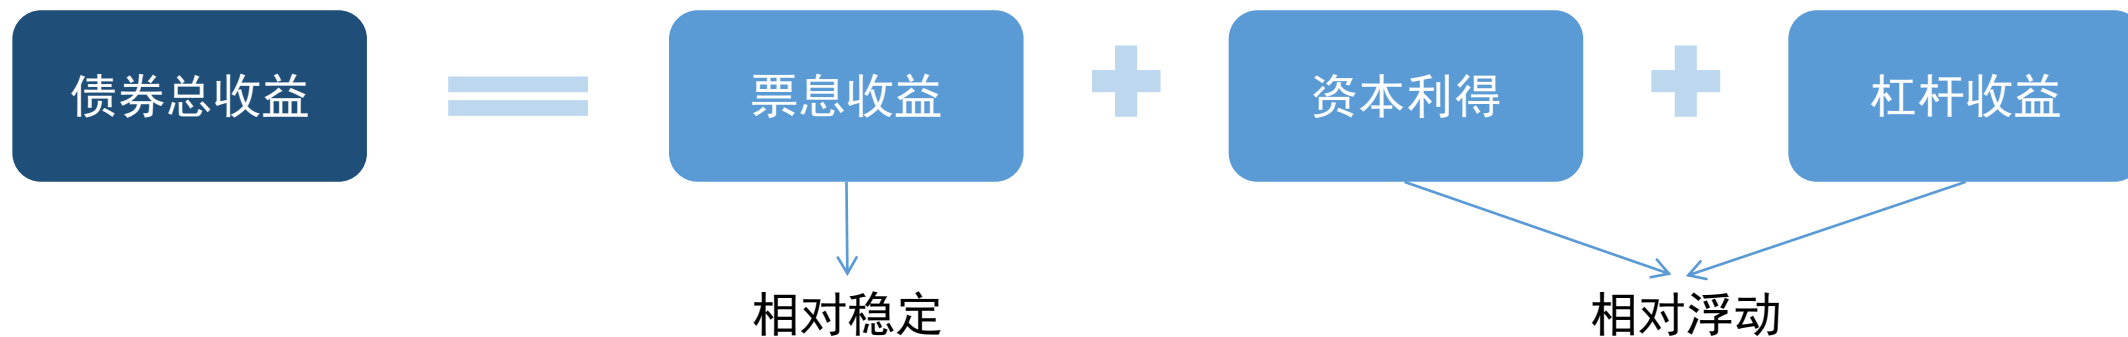 债券总收益
票息收益
资本利得
杠杆收益
相对稳定
相对浮动